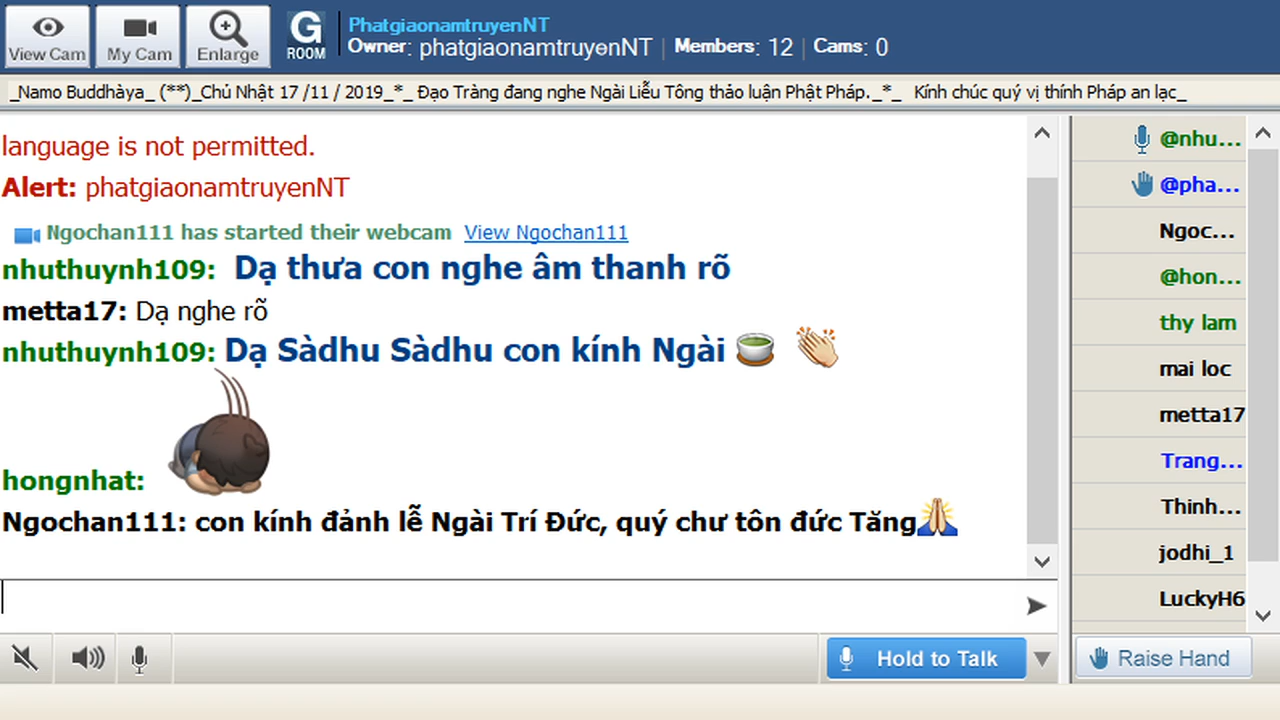 View Cam
My Cam
Enlarge
G
ROOM
PhatgiaonamtruyenNT
Owner: phatgiaonamtruyenNT | Members: 12 | Cams: 0
_Namo Buddhàya_ (**)_Chủ Nhật 17 /11 / 2019_*_ Đạo Tràng đang nghe Ngài Liễu Tông thảo luận Phật Pháp._*_ Kính chúc quý vị thính Pháp an lạc_
language is not permitted.
Alert: phatgiaonamtruyenNT
Ngochan111 has started their webcam View Ngochan111
nhuthuynh109: Dạ thưa con nghe âm thanh rõ
metta17: Dạ nghe rõ
nhuthuynh109: Dạ Sàdhu Sàdhu con kính Ngài
hongnhat:
Ngochan111: con kính đảnh lễ Ngài Trí Đức, quý chư tôn đức Tăng
@nhu...
@pha...
Ngoc...
@hon...
thy lam
mai loc
metta17
Trang...
Thinh...
jodhi_1
LuckyH6
Hold to Talk
Raise Hand